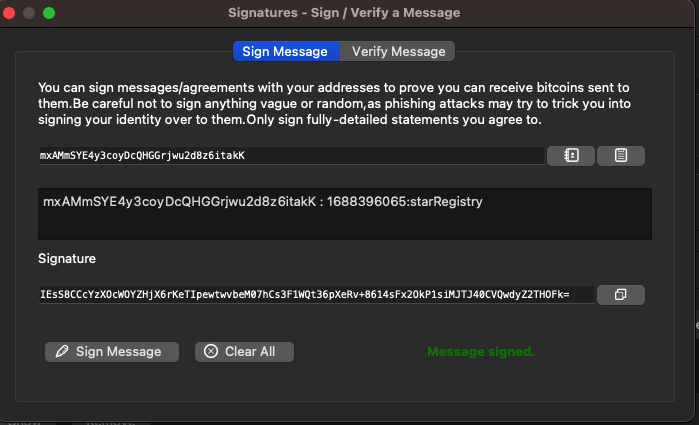 Signatures - Sign / Verify a Message
Sign Message
Verify Message
You can sign messages/agreements with your addresses to prove you can receive bitcoins sent to
them.Be careful not to sign anything vague or random,as phishing attacks may try to trick you into
signing your identity over to them.Only sign fully-detailed statements you agree to.
mxAMmSYE4y3coyDcQHGGrjwu2d8z6itakK
mxAMmSYE4y3coyDcQHGGrjwu2d8z6itakK : 1688396065:starRegistry
Signature
IEsS8CCcYzXOcWOYZHjX6rKeTIpewtwvbeM07hCs3F1WQt36pXeRv+8614sFx2OkP1siMJTJ40CVQwdyZ2THOFk=
Sign Message
Clear All
Message signed.